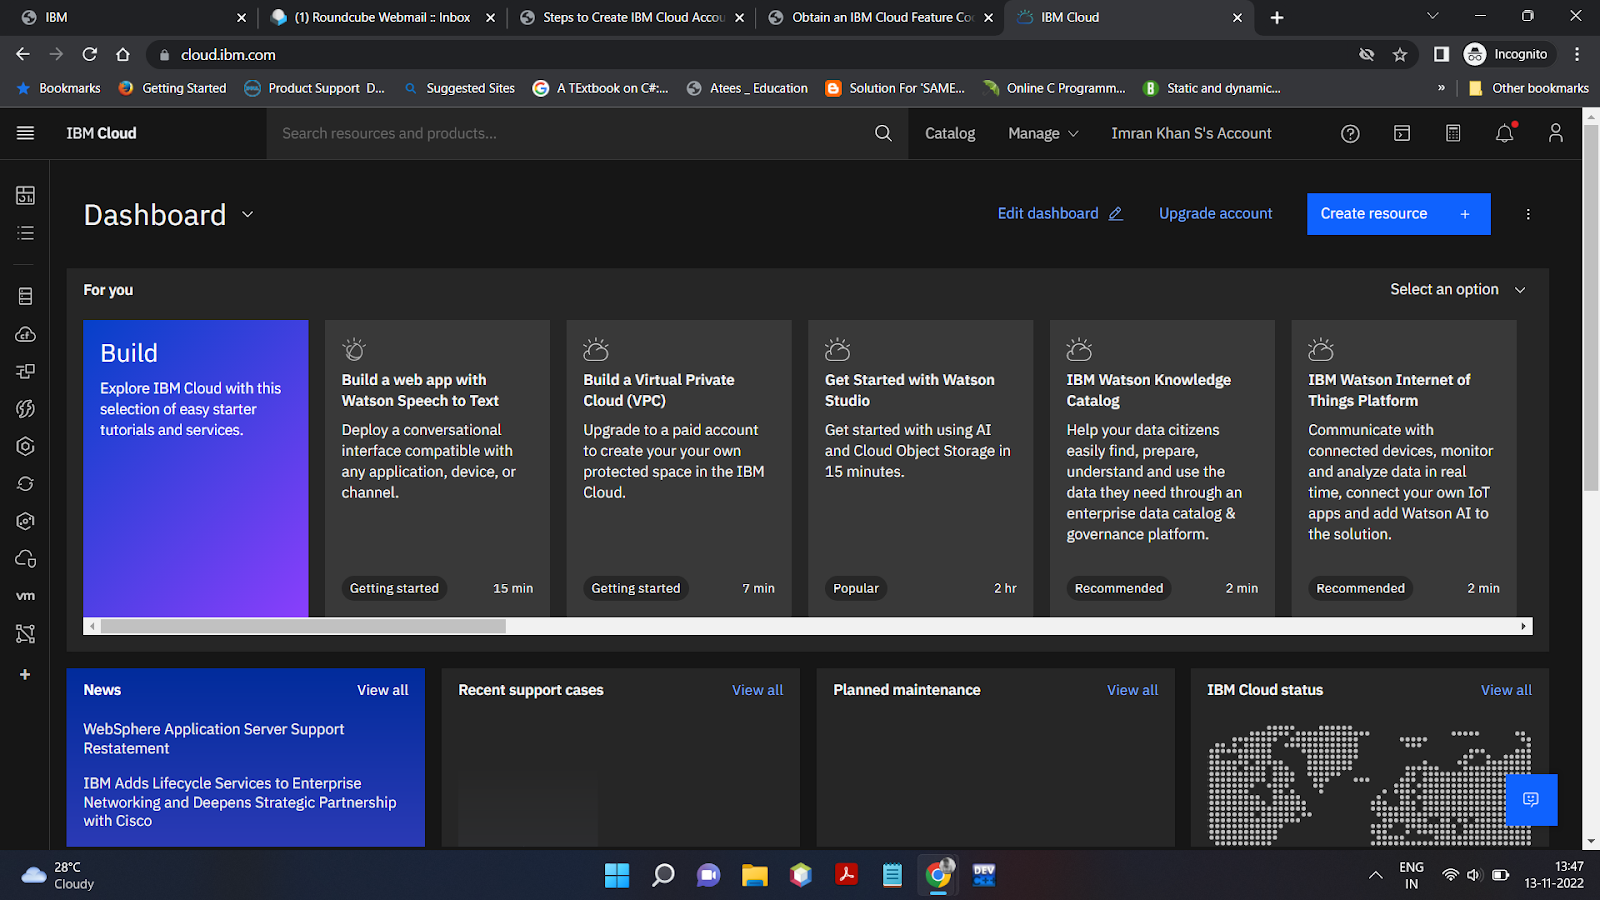 IBM
(1) Roundcube Webmail :: Inbox
Steps to Create IBM Cloud Accou
Obtain an IBM Cloud Feature Co
IBM Cloud
cloud.ibm.com
Incognito
Bookmarks
Getting Started
Product Support D...
Suggested Sites
A TExtbook on C#:...
Atees _ Education
Solution For 'SAME...
Online C Programm...
Static and dynamic...
»
Other bookmarks
IBM Cloud
Search resources and products...
Catalog
Manage
Imran Khan S's Account
Dashboard
Edit dashboard
Upgrade account
Create resource +
For you
Select an option
Build
Explore IBM Cloud with this
selection of easy starter
tutorials and services.
Build a web app with
Watson Speech to Text
Deploy a conversational
interface compatible with
any application, device, or
channel.
Getting started
15 min
Build a Virtual Private
Cloud (VPC)
Upgrade to a paid account
to create your your own
protected space in the IBM
Cloud.
Getting started
7 min
Get Started with Watson
Studio
Get started with using AI
and Cloud Object Storage in
15 minutes.
Popular
2 hr
IBM Watson Knowledge
Catalog
Help your data citizens
easily find, prepare,
understand and use the
data they need through an
enterprise data catalog &
governance platform.
Recommended
2 min
IBM Watson Internet of
Things Platform
Communicate with
connected devices, monitor
and analyze data in real
time, connect your own IoT
apps and add Watson AI to
the solution.
Recommended
2 min
vm
News
View all
WebSphere Application Server Support
Restatement
IBM Adds Lifecycle Services to Enterprise
Networking and Deepens Strategic Partnership
with Cisco
Recent support cases
View all
Planned maintenance
View all
IBM Cloud status
View all
28°C
Cloudy
DEV
ENG
IN
13:47
13-11-2022